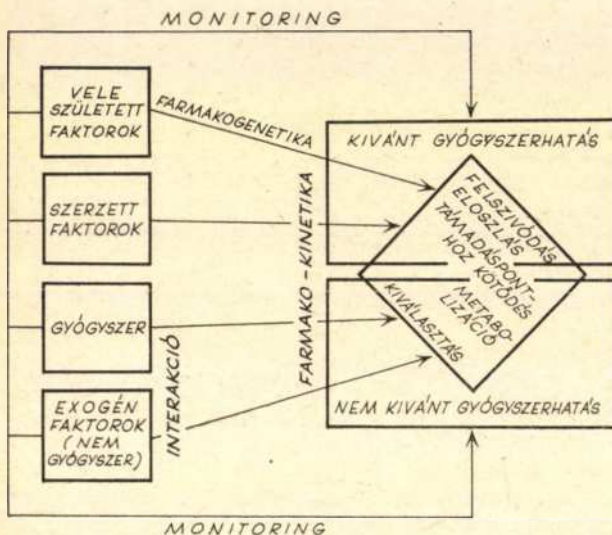 MONITORING
VELE
SZÜLETETT
FAKTOROK
FARMAKOGENETIKA
KIVÁNT GYÓGYSZERHATÁS
SZERZETT
FAKTOROK
FARMAKO-KINETIKA
FELSZIVÓDÁS
ELOSZLÁS
TÁMADÁSPONT-
HOZ KÖTŐDÉS
METABO-
LIZÁCIÓ
KIVÁLASZTÁS
GYÓGYSZER
INTERAKCIÓ
EXOGÉN
FAKTOROK
(NEM
GYÓGYSZER)
NEM KIVÁNT GYÓGYSZERHATÁS
MONITORING